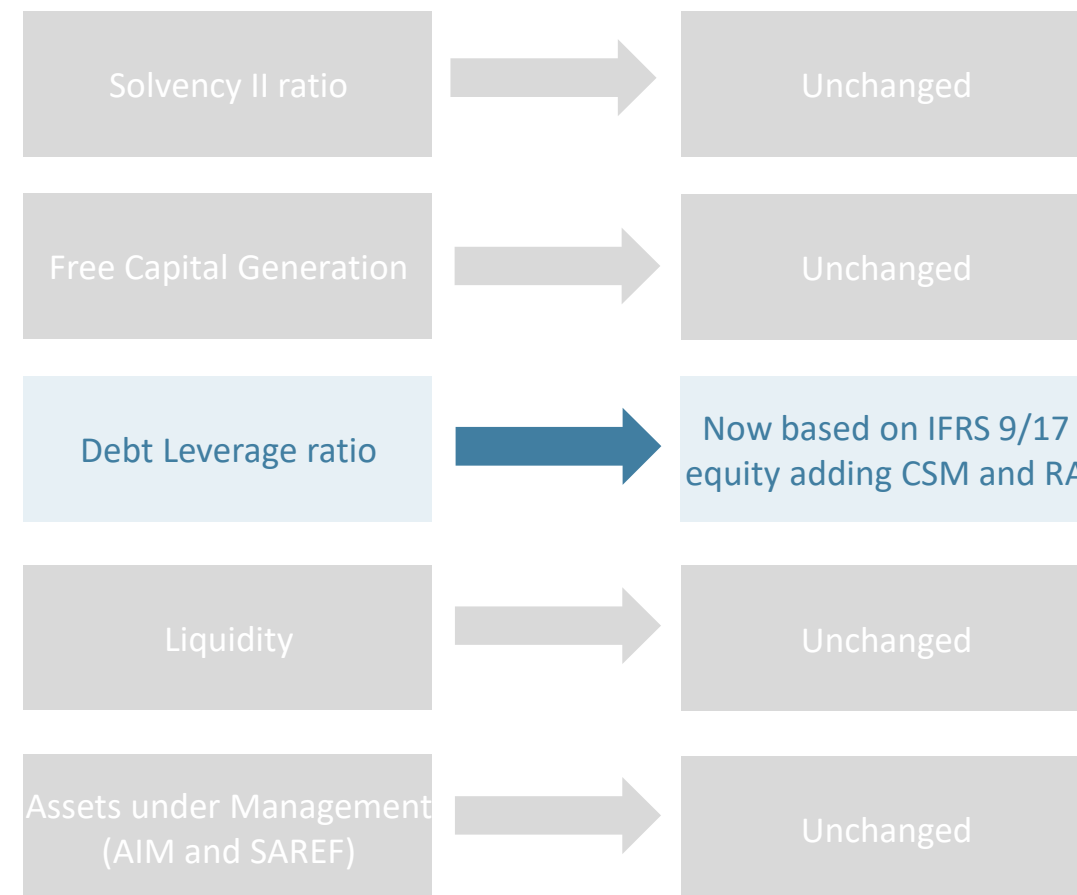 Solvency II ratio
Unchanged
Free Capital Generation
Unchanged
Debt Leverage ratio
Now based on IFRS 9/17
equity adding CSM and RA
Liquidity
Unchanged
Assets under Management
(AIM and SAREF)
Unchanged